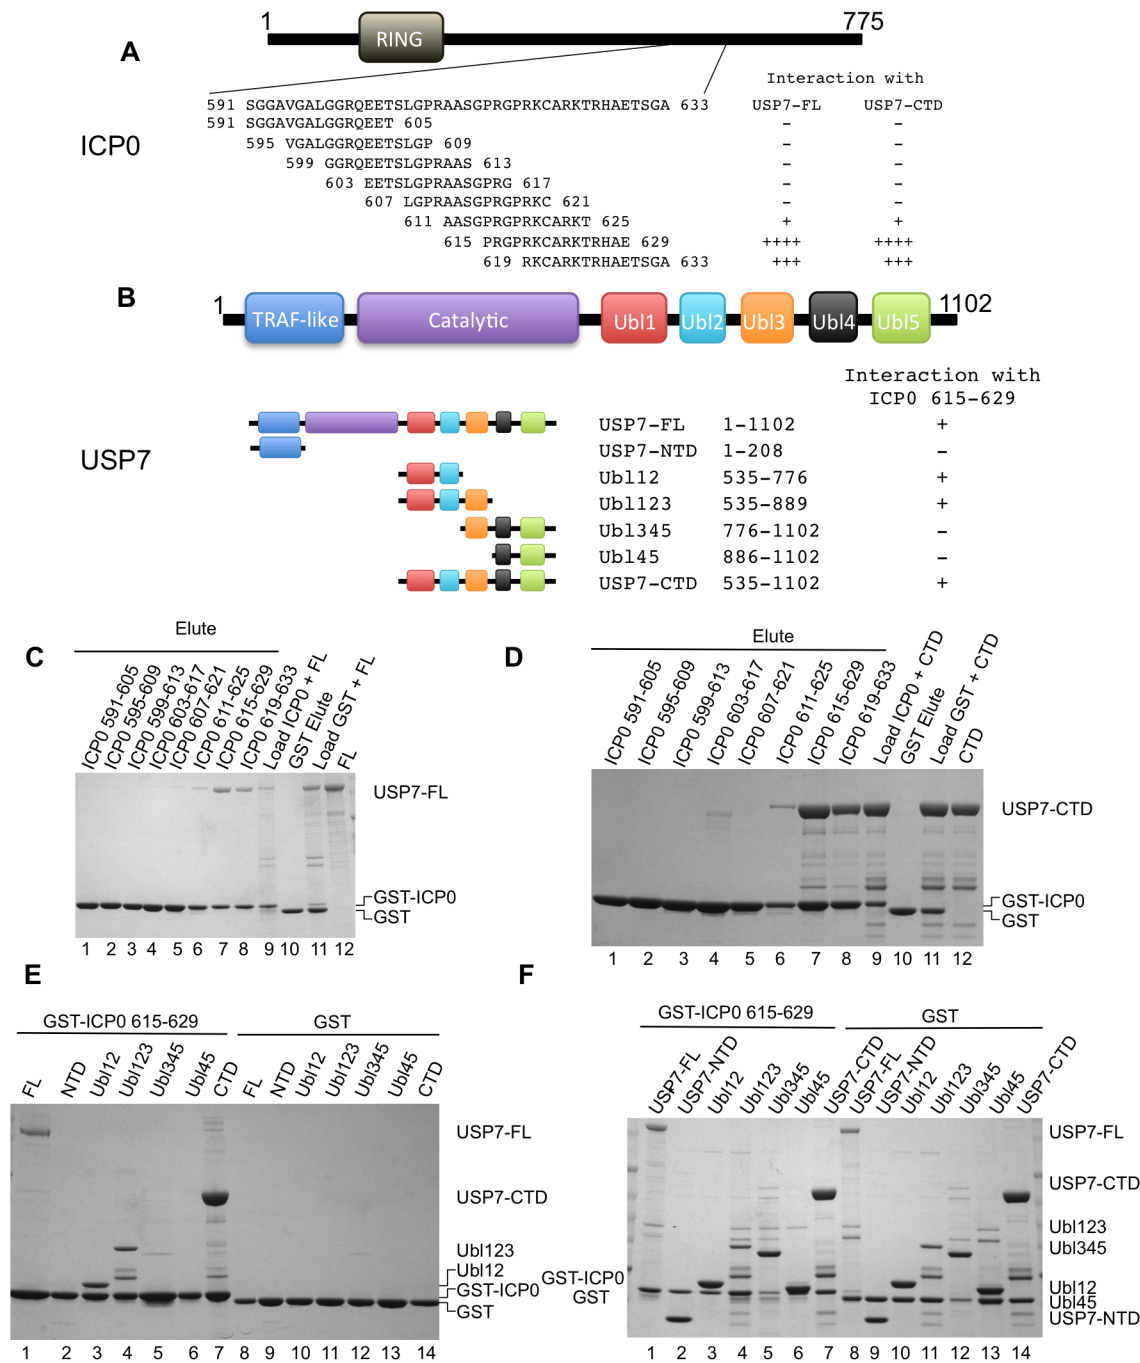 A
1 775
RING
Interaction with
USP7-FL USP7-CTD
ICP0
591 SGGAVGALGGRQEETSLGPRAASGPRGPRKCARKTRHAETSGA 633
591 SGGAVGALGGRQEET 605 - -
595 VGALGGRQEETSLGP 609 - -
599 GGRQEETSLGPRAAS 613 - -
603 EETSLGPRAASGPRG 617 - -
607 LGPRAASGPRGPRKC 621 - -
611 AASGPRGPRKCARKT 625 + +
615 PRGPRKCARKTRHAE 629 ++++ ++++
619 RKCARKTRHAETSGA 633 +++ +++
B
1 1102
TRAF-like Catalytic Ubl1 Ubl2 Ubl3 Ubl4 Ubl5
Interaction with
ICP0 615-629
USP7
USP7-FL 1-1102 +
USP7-NTD 1-208 -
Ubl12 535-776 +
Ubl123 535-889 +
Ubl345 776-1102 -
Ubl45 886-1102 -
USP7-CTD 535-1102 +
C
Elute
ICP0 591-605
ICP0 595-609
ICP0 599-613
ICP0 603-617
ICP0 607-621
ICP0 611-625
ICP0 615-629
ICP0 619-633
Load ICP0 + FL
GST Elute
Load GST + FL
FL
USP7-FL
GST-ICP0
GST
1 2 3 4 5 6 7 8 9 10 11 12
D
Elute
ICP0 591-605
ICP0 595-609
ICP0 599-613
ICP0 603-617
ICP0 607-621
ICP0 611-625
ICP0 615-629
ICP0 619-633
Load ICP0 + CTD
GST Elute
Load GST + CTD
CTD
USP7-CTD
GST-ICP0
GST
1 2 3 4 5 6 7 8 9 10 11 12
E
GST-ICP0 615-629 GST
FL NTD Ubl12 Ubl123 Ubl345 Ubl45 CTD FL NTD Ubl12 Ubl123 Ubl345 Ubl45 CTD
USP7-FL
USP7-CTD
Ubl123
Ubl12
GST-ICP0
GST
1 2 3 4 5 6 7 8 9 10 11 12 13 14
F
GST-ICP0 615-629 GST
USP7-FL USP7-NTD Ubl12 Ubl123 Ubl345 Ubl45 USP7-CTD USP7-FL USP7-NTD Ubl12 Ubl123 Ubl345 Ubl45 USP7-CTD
USP7-FL
USP7-CTD
Ubl123
Ubl345
GST-ICP0
GST
Ubl12
Ubl45
USP7-NTD
1 2 3 4 5 6 7 8 9 10 11 12 13 14